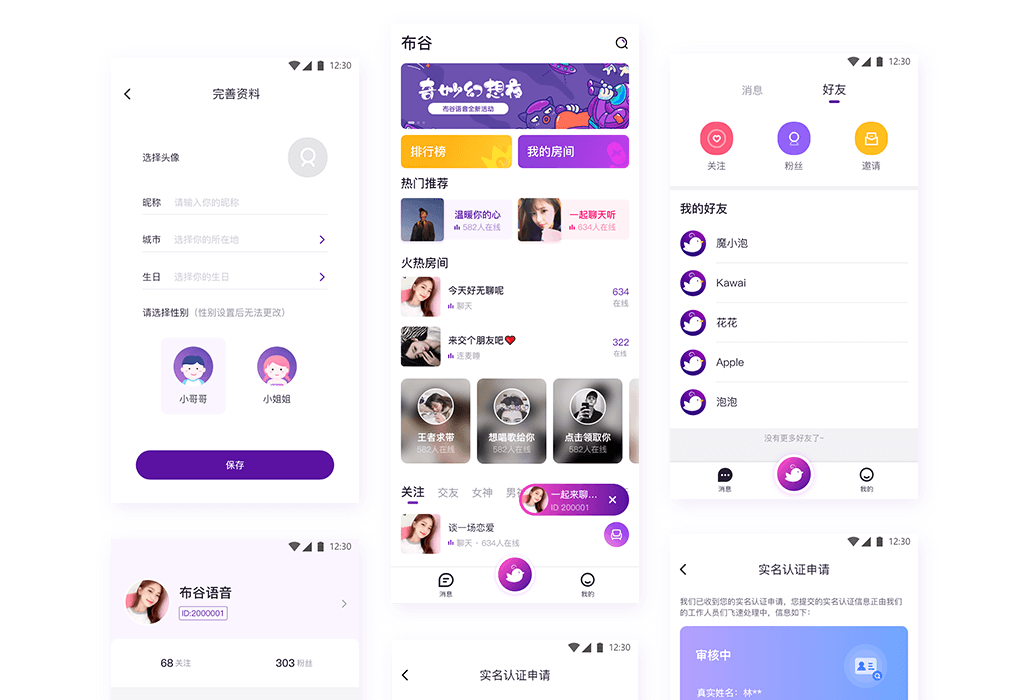 12:30
完善资料
选择头像
昵称 请输入你的昵称
城市 选择你的所在地
生日 选择你的生日
请选择性别（性别设置后无法更改）
小哥哥 小姐姐
保存
12:30
布谷语音
ID:2000001
68 关注 303 粉丝
布谷
奇妙幻想夜
布谷语音全新活动
排行榜 我的房间
热门推荐
温暖你的心
582人在线
一起聊天听
634人在线
火热房间
今天好无聊呢
聊天
634
在线
来交个朋友吧
连麦睡
322
在线
王者求带
582人在线
想唱歌给你
582人在线
点击领取你
582人在线
关注 交友 女神
一起来聊...
ID 200001
谈一场恋爱
聊天・634人在线
消息 我的
12:30
实名认证申请
12:30
消息 好友
关注 粉丝 邀请
我的好友
魔小泡
Kawai
花花
Apple
泡泡
没有更多好友了~
消息 我的
12:30
实名认证申请
我们已收到您的实名认证申请，您提交的实名认证信息正由我们
的工作人员们飞速处理中，信息如下：
审核中
真实姓名：林**